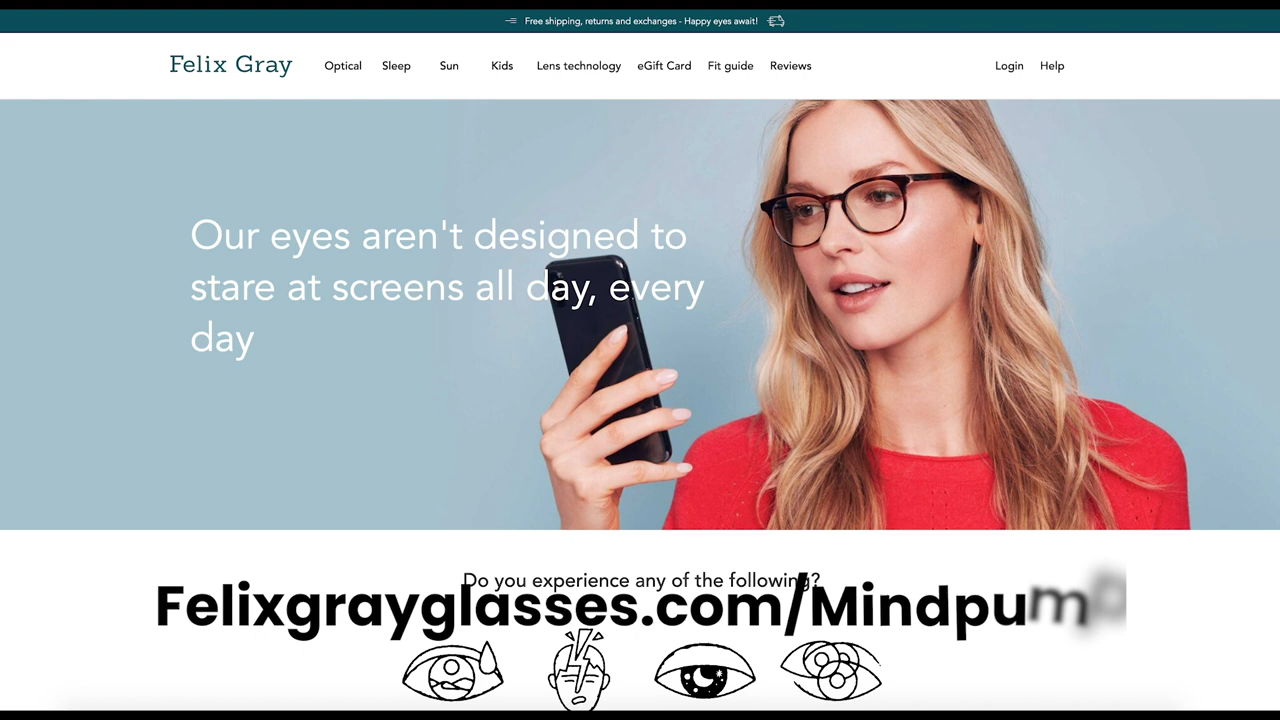 Free shipping, returns and exchanges - Happy eyes await!
Felix Gray
Optical Sleep Sun Kids Lens technology eGift Card Fit guide Reviews Login Help
Our eyes aren't designed to
stare at screens all day, every
day
Do you experience any of the following?
Felixgrayglasses.com/Mindpump